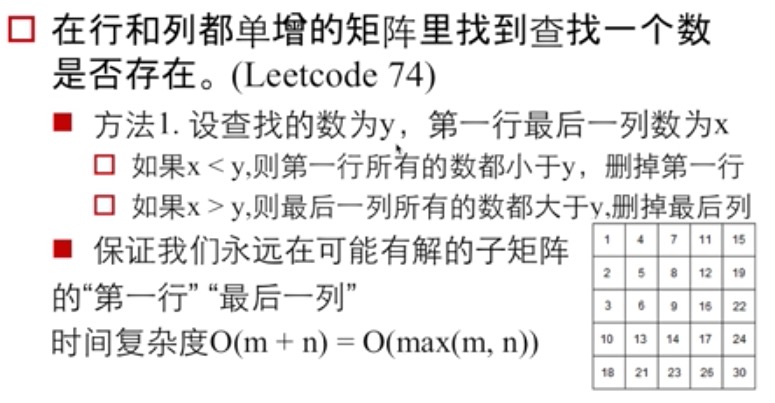 在行和列都单增的矩阵里找到查找一个数
是否存在。(Leetcode 74)
方法1. 设查找的数为y，第一行最后一列数为x
如果x < y,则第一行所有的数都小于y，删掉第一行
如果x > y,则最后一列所有的数都大于y,删掉最后列
保证我们永远在可能有解的子矩阵
的“第一行” “最后一列”
时间复杂度O(m + n) = O(max(m, n))
1 4 7 11 15
2 5 8 12 19
3 6 9 16 22
10 13 14 17 24
18 21 23 26 30